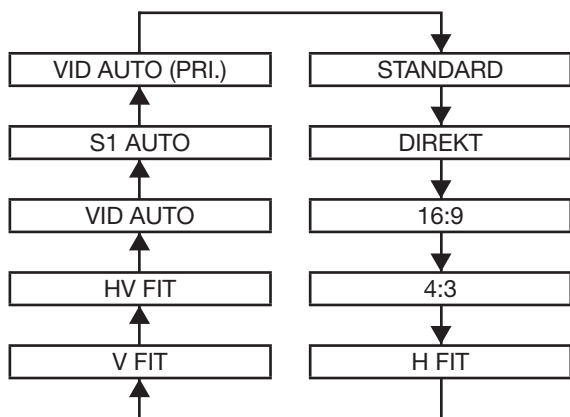 VID AUTO (PRI.)
S1 AUTO
VID AUTO
HV FIT
V FIT
STANDARD
DIREKT
16:9
4:3
H FIT